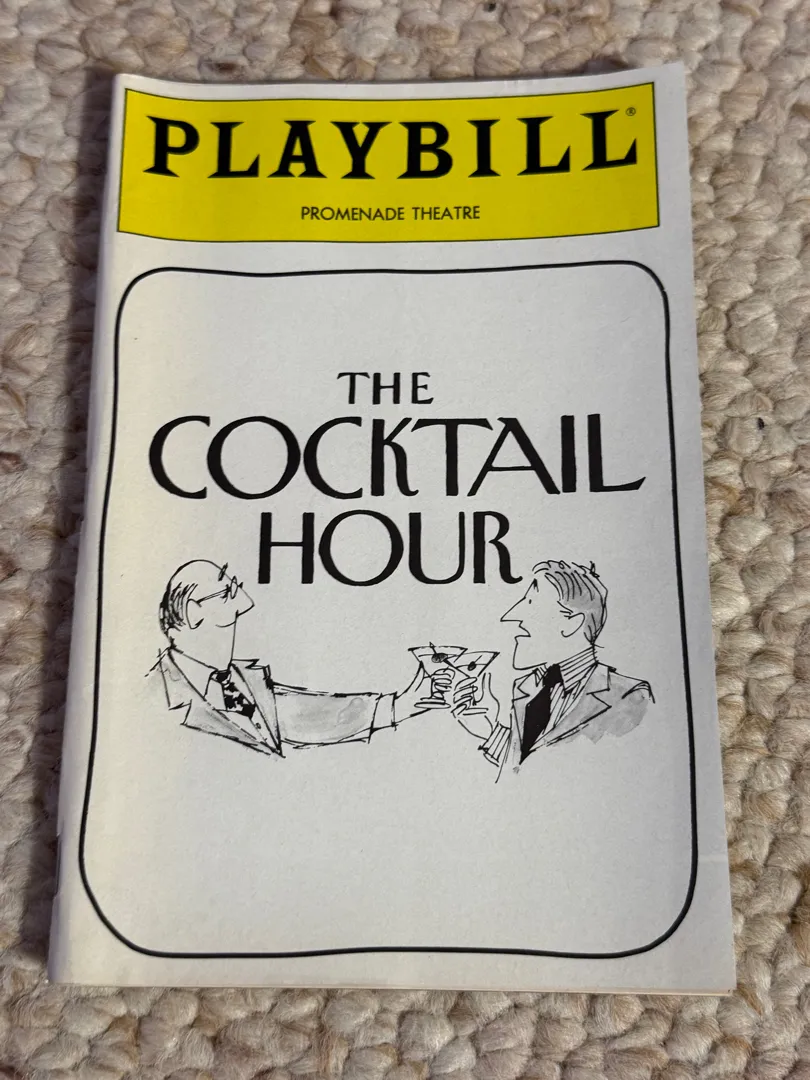 PLAYBILL®
PROMENADE THEATRE
THE
COCKTAIL
HOUR